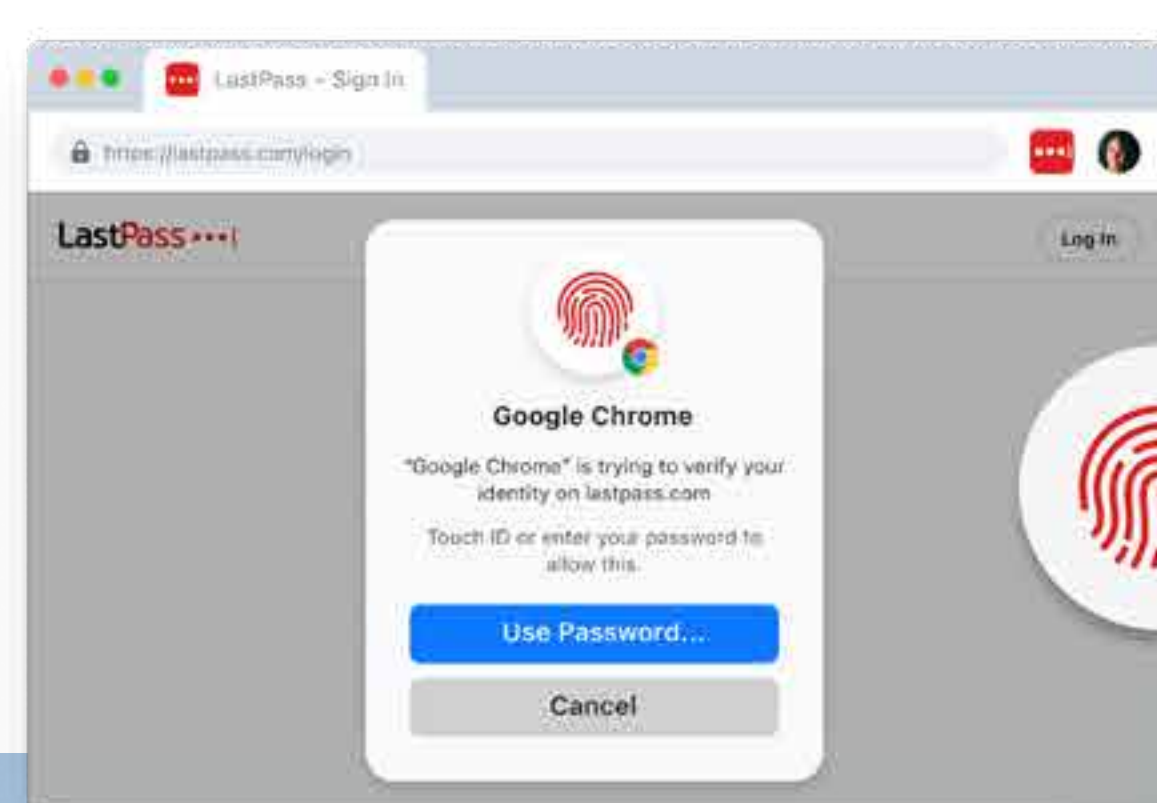 LastPass – Sign In
https://lastpass.com/login
LastPass
Log In
Google Chrome
"Google Chrome" is trying to verify your
identity on lastpass.com
Touch ID or enter your password to
allow this.
Use Password...
Cancel